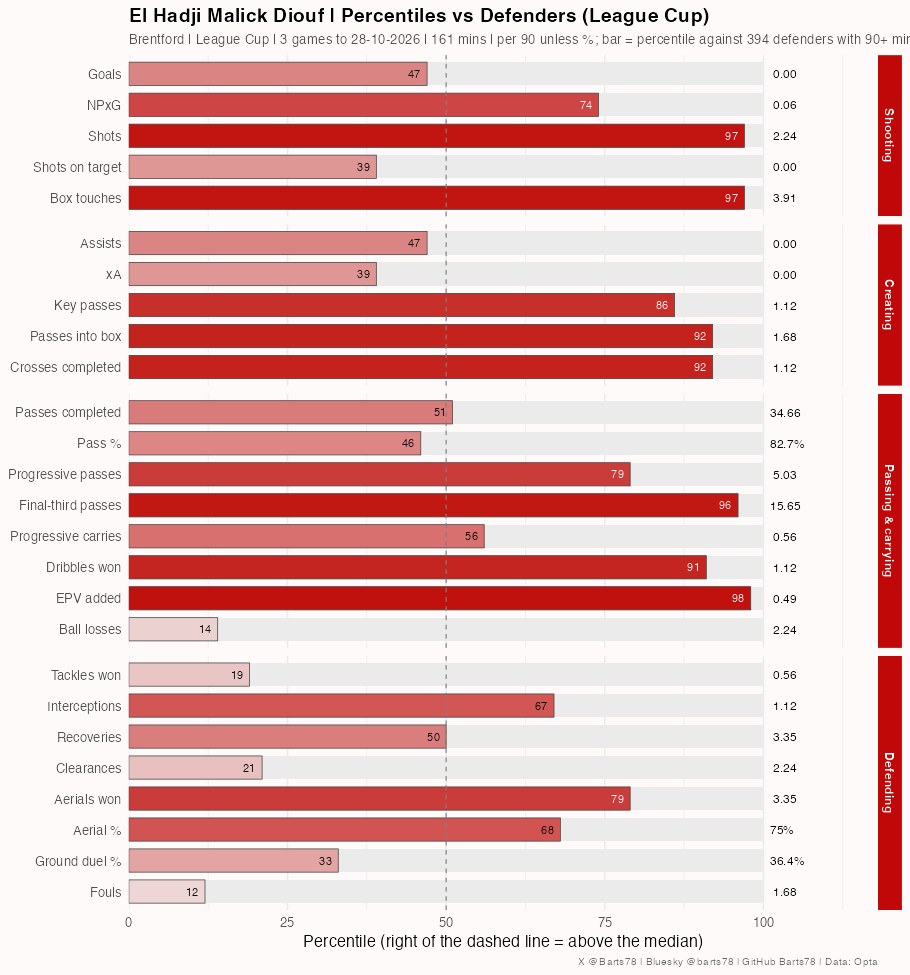 El Hadji Malick Diouf | Percentiles vs Defenders (League Cup)
Brentford | League Cup | 3 games to 28-10-2026 | 161 mins | per 90 unless %; bar = percentile against 394 defenders with 90+ min
Goals 47 0.00
NPxG 74 0.06
Shots 97 2.24
Shots on target 39 0.00
Box touches 97 3.91
Shooting
Assists 47 0.00
xA 39 0.00
Key passes 86 1.12
Passes into box 92 1.68
Crosses completed 92 1.12
Creating
Passes completed 51 34.66
Pass % 46 82.7%
Progressive passes 79 5.03
Final-third passes 96 15.65
Progressive carries 56 0.56
Dribbles won 91 1.12
EPV added 98 0.49
Ball losses 14 2.24
Passing & carrying
Tackles won 19 0.56
Interceptions 67 1.12
Recoveries 50 3.35
Clearances 21 2.24
Aerials won 79 3.35
Aerial % 68 75%
Ground duel % 33 36.4%
Fouls 12 1.68
Defending
0 25 50 75 100
Percentile (right of the dashed line = above the median)
X @Barts78 | Bluesky @barts78 | GitHub Barts78 | Data: Opta